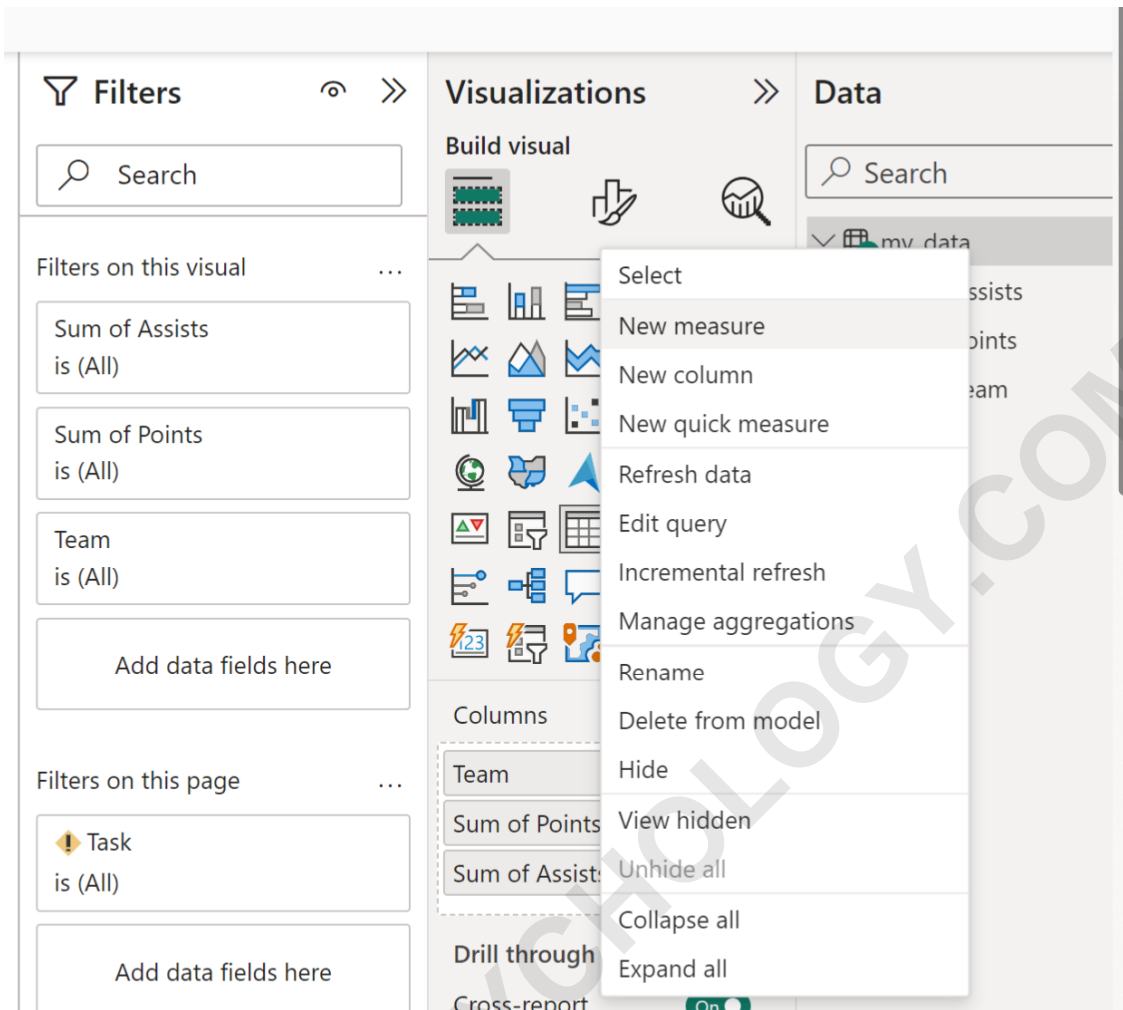 Filters
Search
Filters on this visual
...
Sum of Assists
is (All)
Sum of Points
is (All)
Team
is (All)
Add data fields here
Filters on this page
...
Task
is (All)
Add data fields here
Visualizations
Build visual
123
Columns
Team
Sum of Points
Sum of Assists
Drill through
Cross-report
On
Data
Search
my_data
ssists
oints
eam
Select
New measure
New column
New quick measure
Refresh data
Edit query
Incremental refresh
Manage aggregations
Rename
Delete from model
Hide
View hidden
Unhide all
Collapse all
Expand all
YCHOLOGY.COM